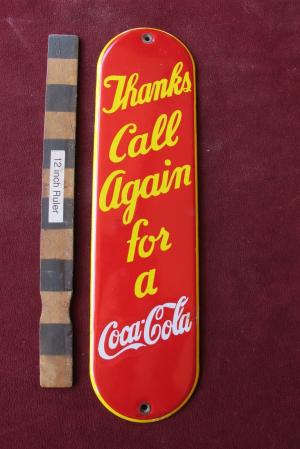 Thanks
Call
Again
for
a
Coca-Cola
12 inch Ruler